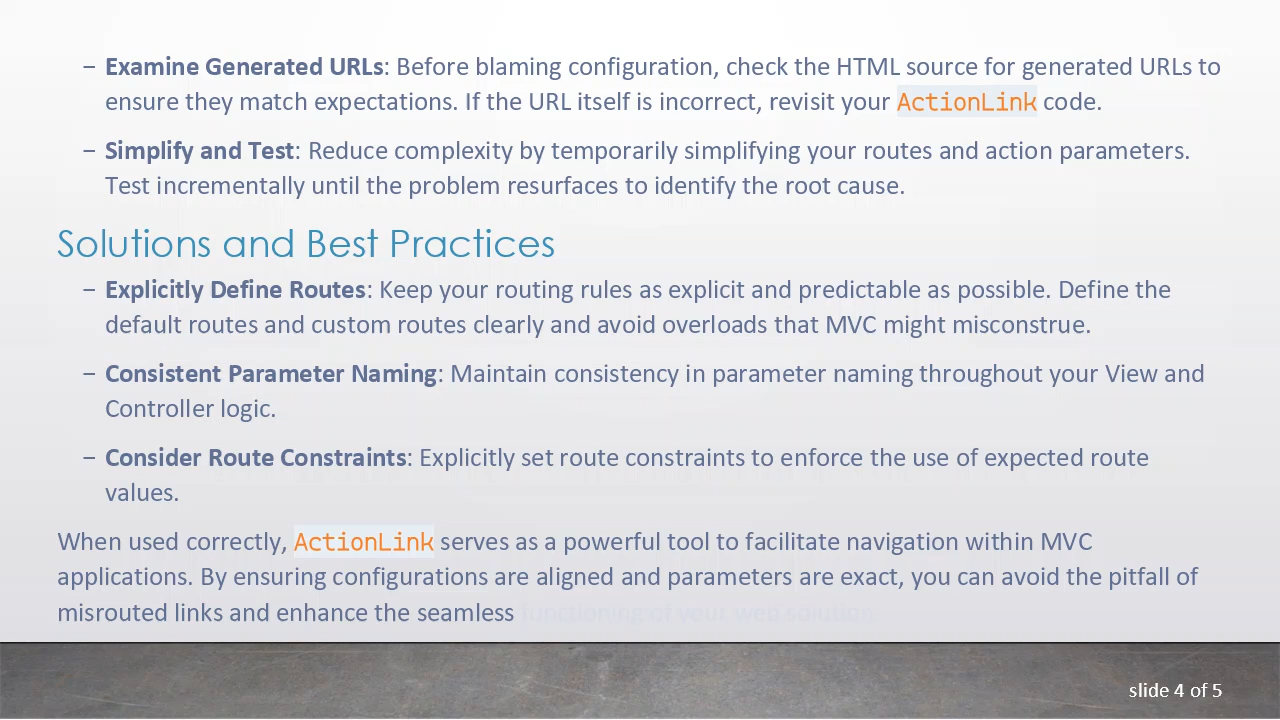 – Examine Generated URLs: Before blaming configuration, check the HTML source for generated URLs to
ensure they match expectations. If the URL itself is incorrect, revisit your ActionLink code.
– Simplify and Test: Reduce complexity by temporarily simplifying your routes and action parameters.
Test incrementally until the problem resurfaces to identify the root cause.
Solutions and Best Practices
– Explicitly Define Routes: Keep your routing rules as explicit and predictable as possible. Define the
default routes and custom routes clearly and avoid overloads that MVC might misconstrue.
– Consistent Parameter Naming: Maintain consistency in parameter naming throughout your View and
Controller logic.
– Consider Route Constraints: Explicitly set route constraints to enforce the use of expected route
values.
When used correctly, ActionLink serves as a powerful tool to facilitate navigation within MVC
applications. By ensuring configurations are aligned and parameters are exact, you can avoid the pitfall of
misrouted links and enhance the seamless functioning of your web solution.
slide 4 of 5